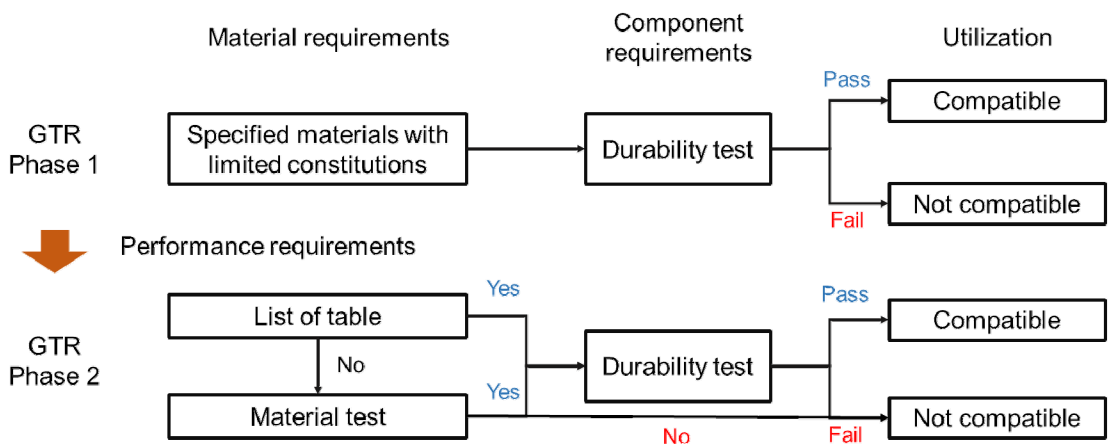 Material requirements
Component
requirements
Utilization
GTR
Phase 1
Specified materials with
limited constitutions
Durability test
Pass
Compatible
Fail
Not compatible
Performance requirements
GTR
Phase 2
List of table
Yes
No
Material test
Yes
Durability test
Pass
Compatible
No
Fail
Not compatible